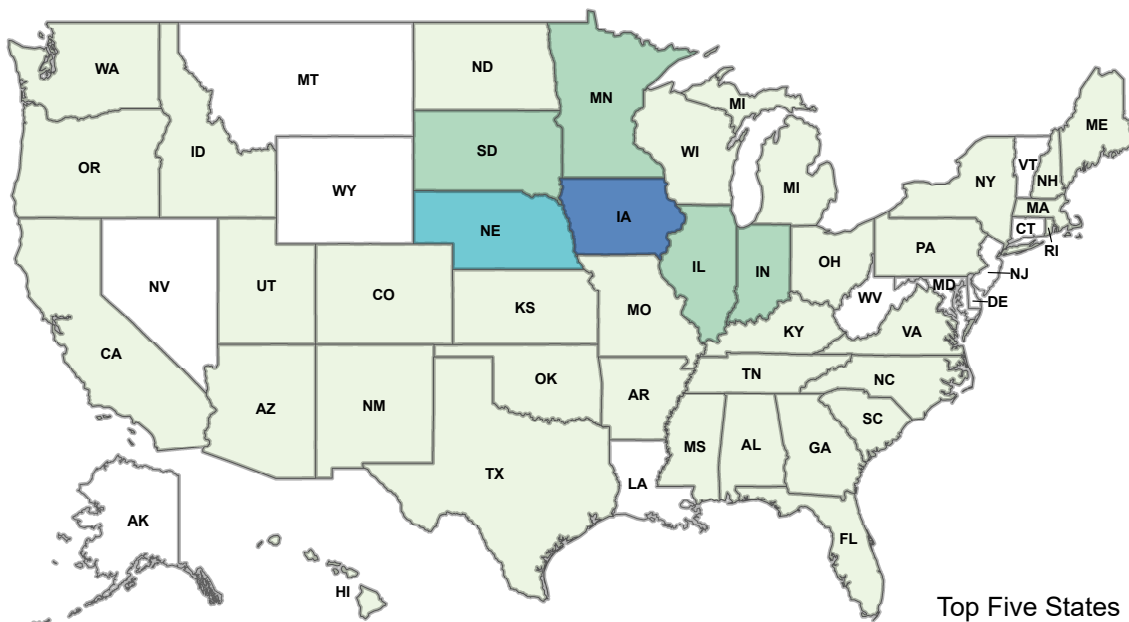 WA
MT
ND
MN
MI
ME
OR
ID
SD
WI
NY
VT
NH
WY
MI
MA
IA
CT
RI
NE
PA
NV
UT
CO
IL
IN
OH
NJ
MD
DE
KS
MO
WV
CA
KY
VA
OK
TN
NC
AZ
NM
AR
SC
MS
AL
GA
TX
LA
AK
FL
HI
Top Five States